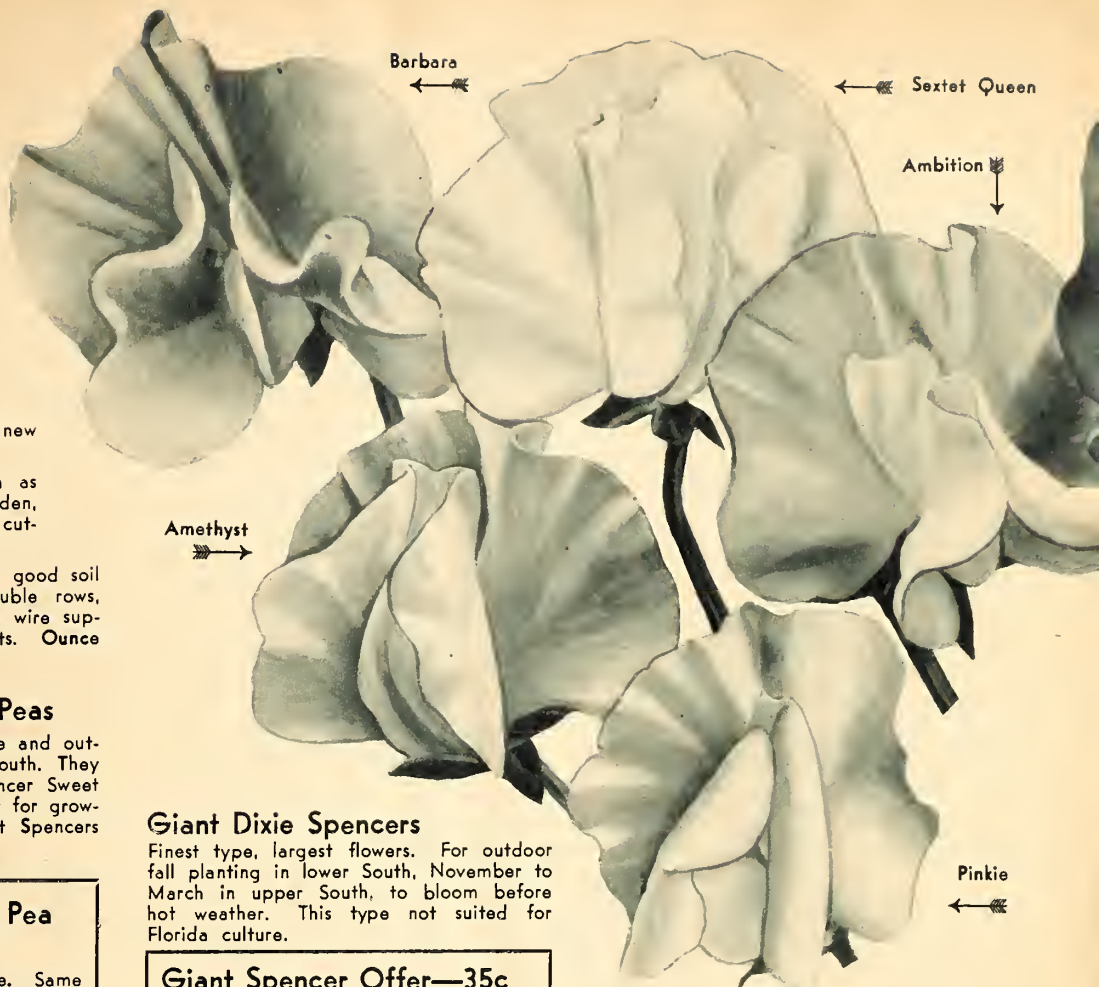 Barbara
Sextet Queen
Ambition
new
as
den,
cut-
Amethyst
good soil
uble rows,
wire sup-
ts. Ounce
Peas
e and out-
outh. They
ncer Sweet
for grow-
t Spencers
Pea
e. Same
Giant Dixie Spencers
Finest type, largest flowers. For outdoor
fall planting in lower South, November to
March in upper South, to bloom before
hot weather. This type not suited for
Florida culture.
Giant Spencer Offer—35c
Pinkie